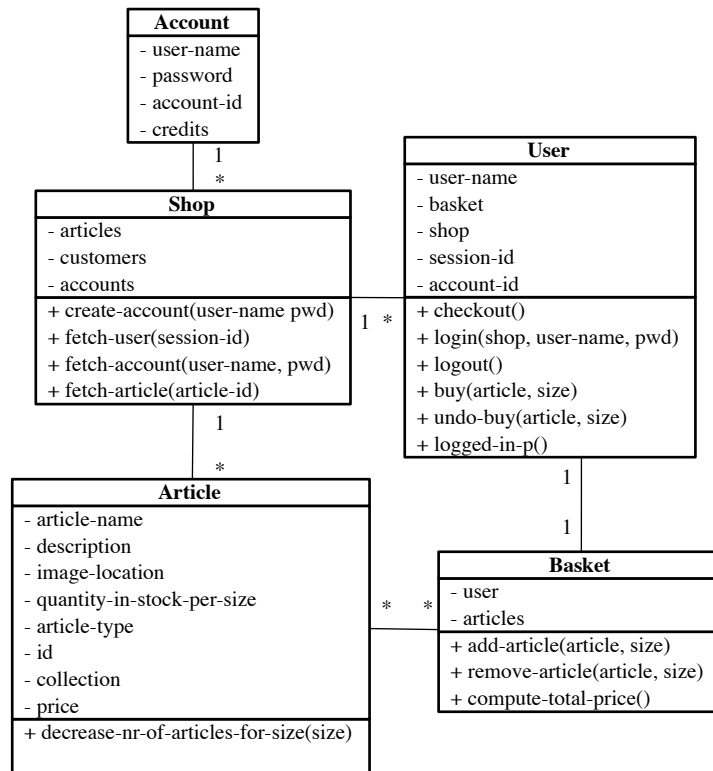 Account
- user-name
- password
- account-id
- credits
1
*
Shop
- articles
- customers
- accounts
+ create-account(user-name pwd)
+ fetch-user(session-id)
+ fetch-account(user-name, pwd)
+ fetch-article(article-id)
1 *
User
- user-name
- basket
- shop
- session-id
- account-id
+ checkout()
+ login(shop, user-name, pwd)
+ logout()
+ buy(article, size)
+ undo-buy(article, size)
+ logged-in-p()
1
*
1
1
Article
- article-name
- description
- image-location
- quantity-in-stock-per-size
- article-type
- id
- collection
- price
+ decrease-nr-of-articles-for-size(size)
* *
Basket
- user
- articles
+ add-article(article, size)
+ remove-article(article, size)
+ compute-total-price()